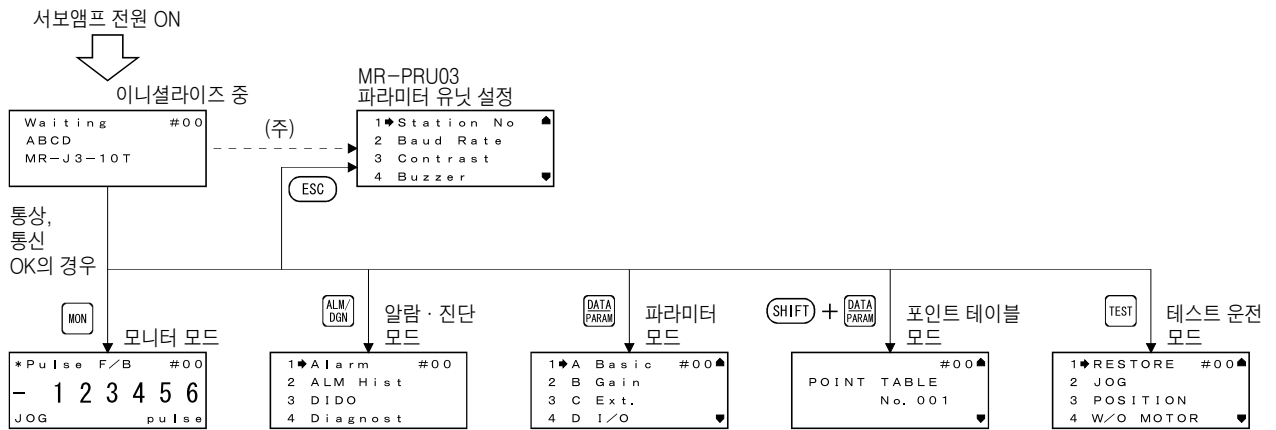 서보앰프 전원 ON
이니셜라이즈 중
Waiting #00
ABCD
MR-J3-10T
(주)
MR-PRU03
파라미터 유닛 설정
1➡Station No ▲
2 Baud Rate
3 Contrast
4 Buzzer ▼
ESC
통상,
통신
OK의 경우
MON
모니터 모드
*Pulse F/B #00
- 123456
JOG pulse
ALM/
DGN
알람 · 진단
모드
1➡Alarm #00
2 ALM Hist
3 DIDO
4 Diagnost
DATA
PARAM
파라미터
모드
1➡A Basic #00▲
2 B Gain
3 C Ext.
4 D I/O ▼
SHIFT + DATA
PARAM
포인트 테이블
모드
#00▲
POINT TABLE
No. 001
▼
TEST
테스트 운전
모드
1➡RESTORE #00▲
2 JOG
3 POSITION
4 W/O MOTOR ▼